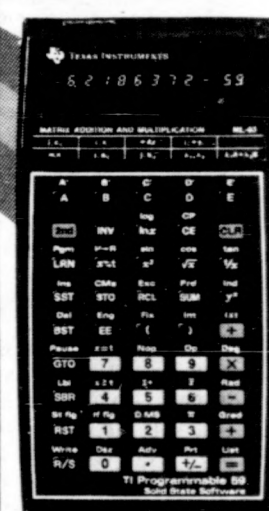 TEXAS INSTRUMENTS
-6.2186372-59
MATRIX ADDITION AND MULTIPLICATION ML-03
A' B' C' D' E'
A B C D E
log CP
2nd INV lnx CE CLR
Pgm P→R sin cos tan
LRN x≷t x² √x 1/x
Ins CMs Exc Prd Ind
SST STO RCL SUM yˣ
Del Eng Fix Int |x|
BST EE ( ) ÷
Pause x=t Nop Op Deg
GTO 7 8 9 X
Lbl x≥t Σ+ x̄ Rad
SBR 4 5 6 -
St flg If flg D.MS π Grad
RST 1 2 3 +
Write Dsz Adv Prt List
R/S 0 . +/- =
TI Programmable 59
Solid State Software